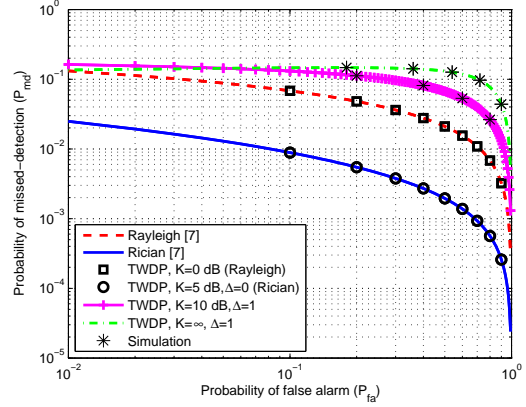 10^0
10^-1
10^-2
10^-3
10^-4
10^-5
Probability of missed−detection (P_md)
Rayleigh [7]
Rician [7]
TWDP, K=0 dB (Rayleigh)
TWDP, K=5 dB,Δ=0 (Rician)
TWDP, K=10 dB,Δ=1
TWDP, K=∞, Δ=1
Simulation
10^-2
10^-1
10^0
Probability of false alarm (P_fa)